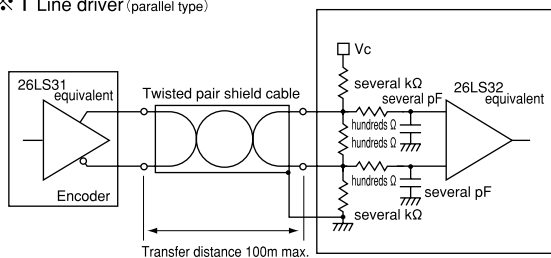 ※1 Line driver (parallel type)
Vc
26LS31
equivalent
Twisted pair shield cable
several kΩ
several pF
26LS32
equivalent
hundreds Ω
hundreds Ω
hundreds Ω
several pF
Encoder
several kΩ
Transfer distance 100m max.